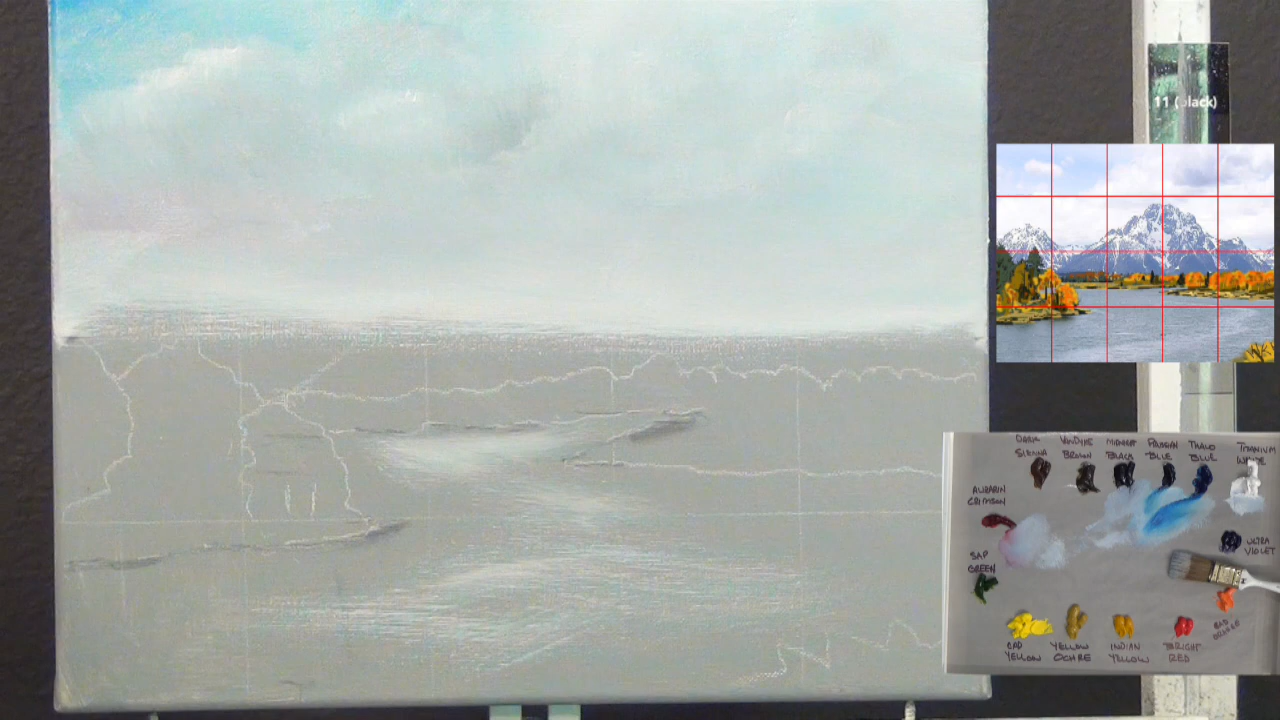 11 (black)
DARK
SIENNA
VANDYKE
BROWN
MIDNIGHT
BLACK
PRUSSIAN
BLUE
THALO
BLUE
TITANIUM
WHITE
ALIZARIN
CRIMSON
ULTRA
VIOLET
SAP
GREEN
CAD
ORANGE
CAD
YELLOW
YELLOW
OCHRE
INDIAN
YELLOW
BRIGHT
RED